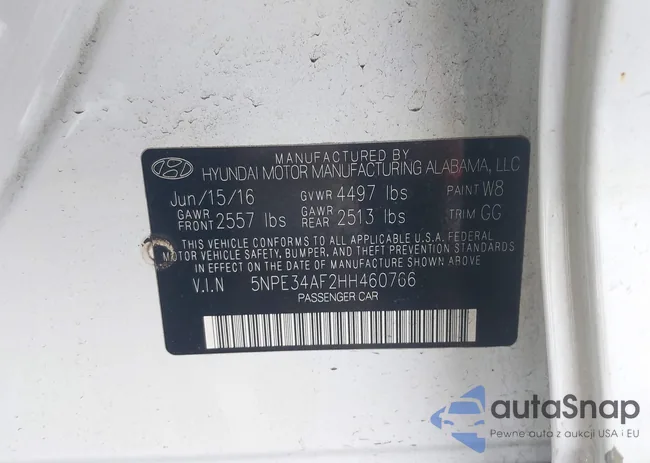 MANUFACTURED BY
HYUNDAI MOTOR MANUFACTURING ALABAMA, LLC
Jun/15/16 GVWR 4497 lbs PAINT W8
GAWR FRONT 2557 lbs GAWR REAR 2513 lbs TRIM GG
THIS VEHICLE CONFORMS TO ALL APPLICABLE U.S.A. FEDERAL
MOTOR VEHICLE SAFETY, BUMPER, AND THEFT PREVENTION STANDARDS
IN EFFECT ON THE DATE OF MANUFACTURE SHOWN ABOVE.
V.I.N 5NPE34AF2HH460766
PASSENGER CAR
autaSnap
Pewne auta z aukcji USA i EU